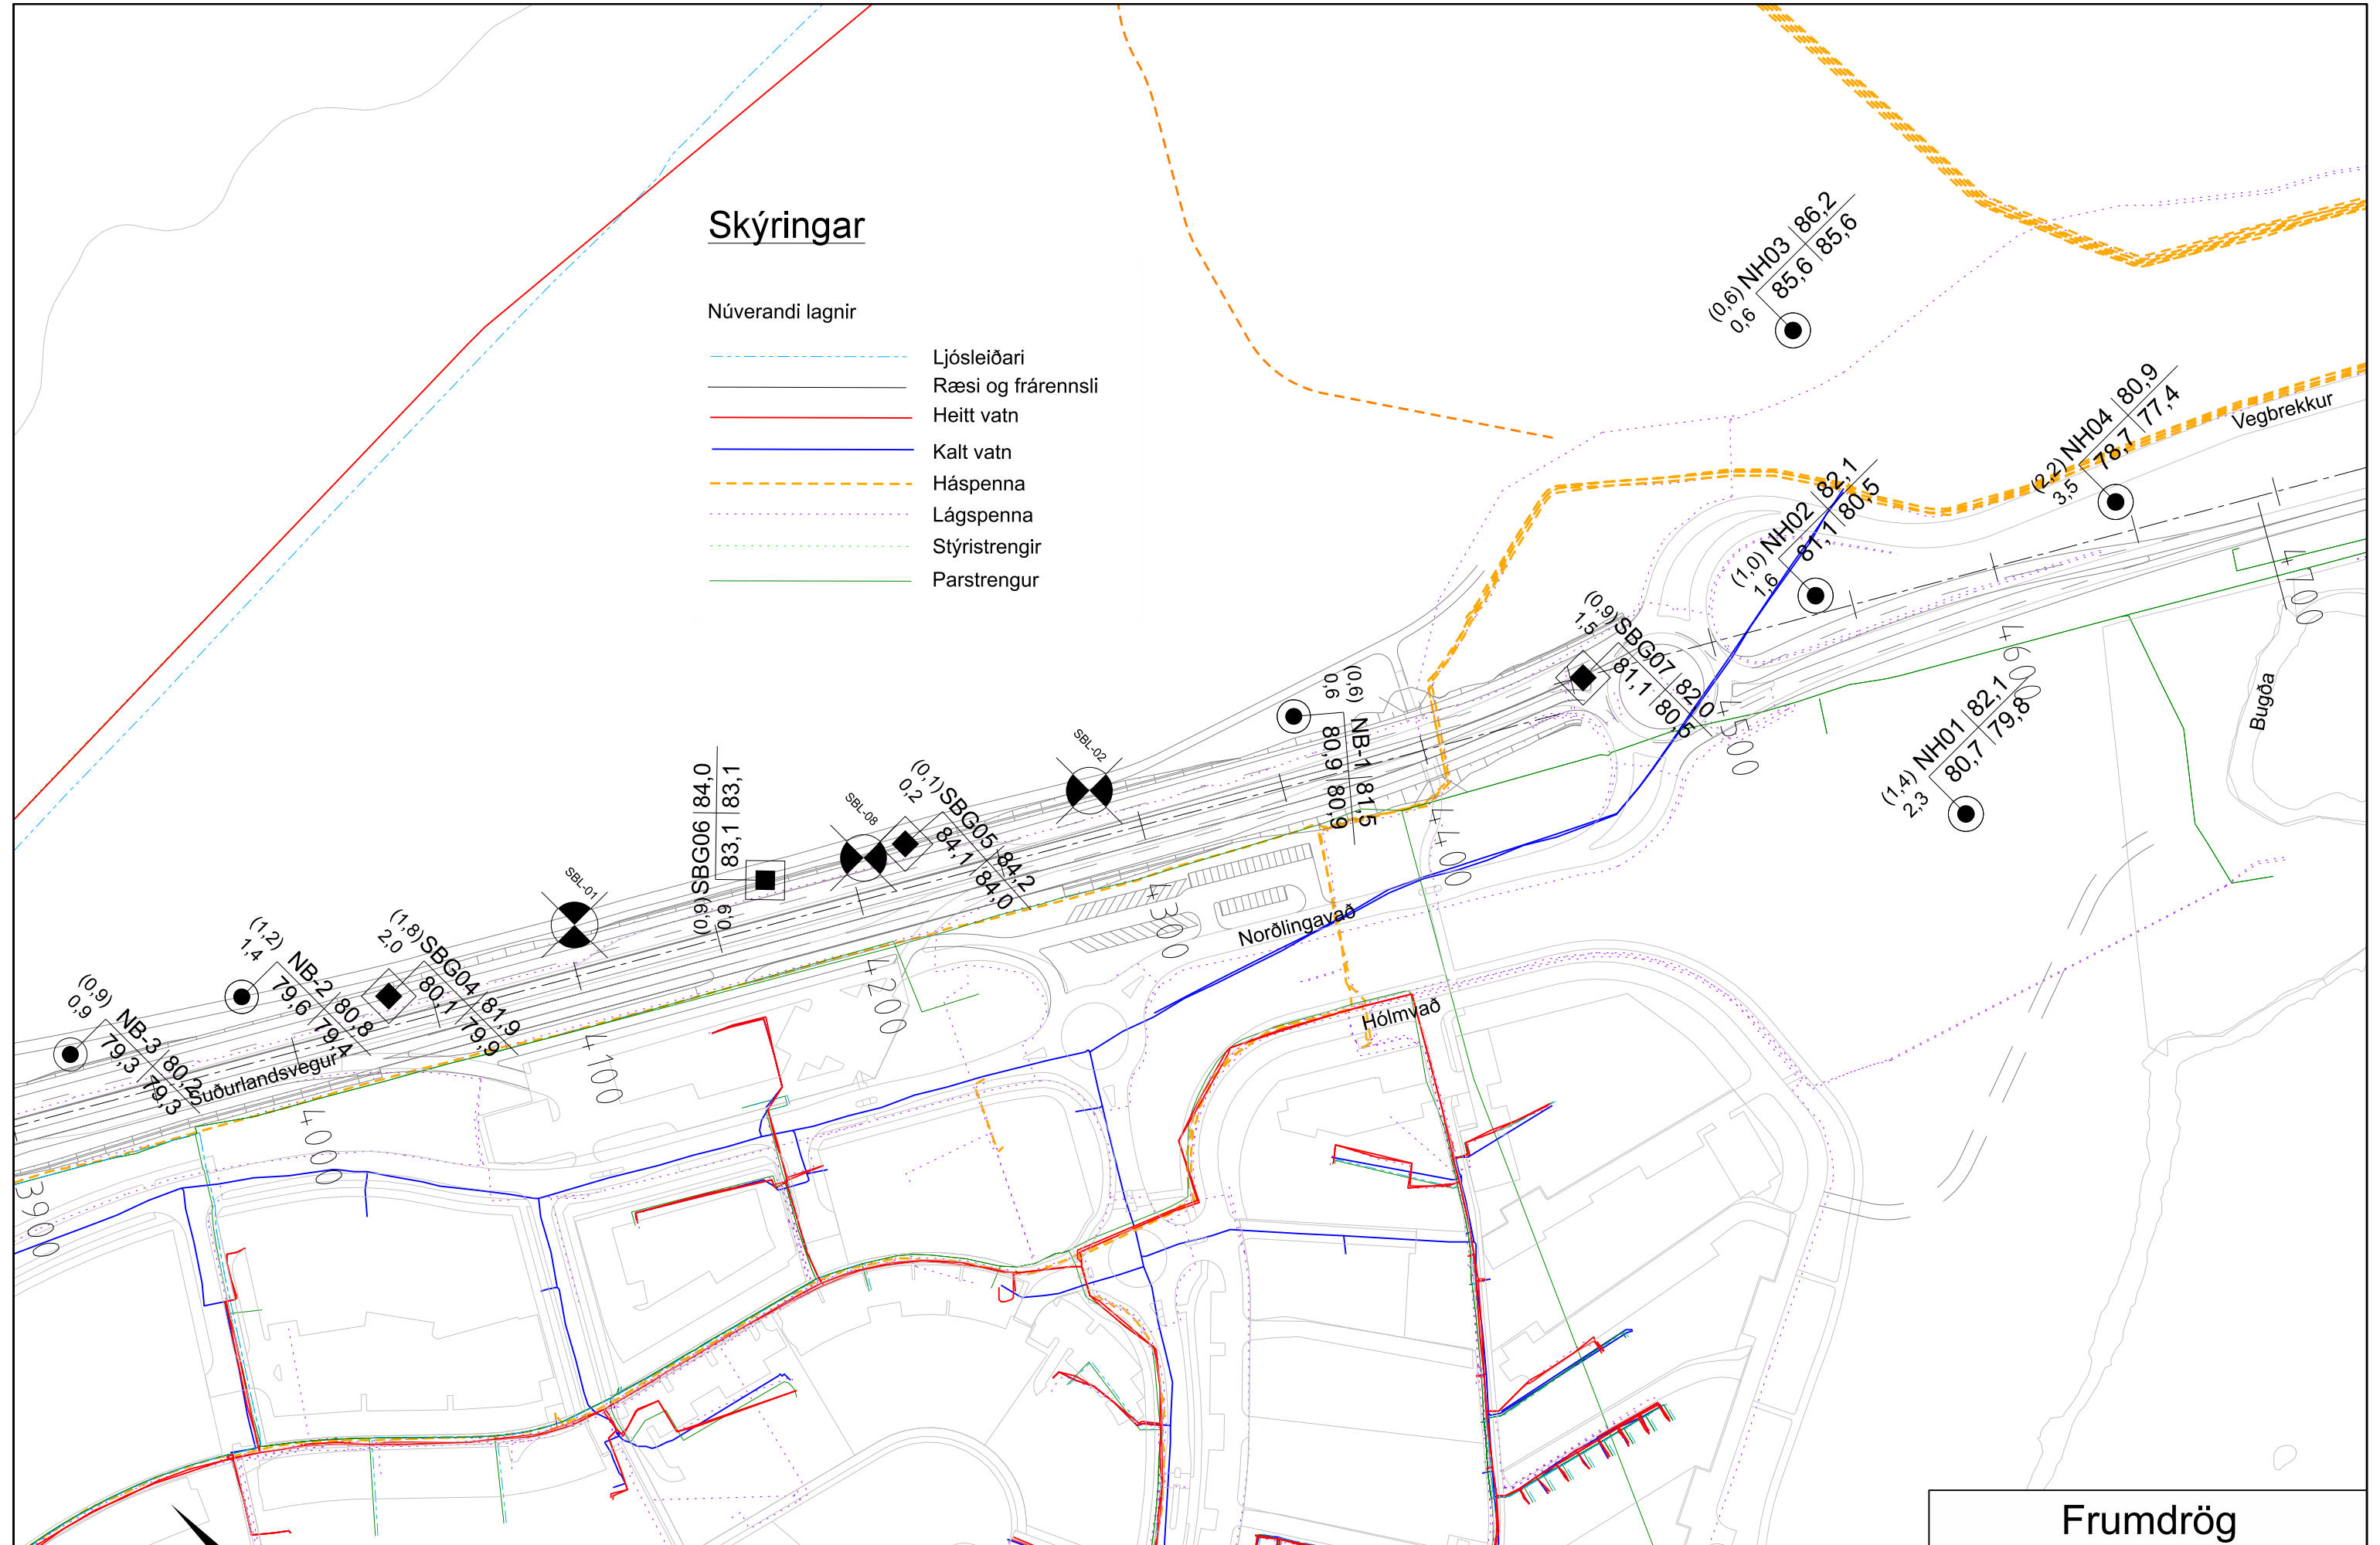 Skýringar
Núverandi lagnir
Ljósleiðari
Ræsi og frárennsli
Heitt vatn
Kalt vatn
Háspenna
Lágspenna
Stýristrengir
Parstrengur
(0,6) NH03 86,2
0,6 85,6 85,6
(2,2) NH04 80,9
3,5 78,7 77,4
Vegbrekkur
(1,0) NH02 82,1
1,6 81,1 80,5
(0,9) SBG07 82,0
1,5 81,1 80,5
(1,4) NH01 82,1
2,3 80,7 79,8
Bugða
(0,6) NB-1 81,5
0,6 80,9 80,9
SBL-02
(0,1) SBG05 84,2
0,2 84,1 84,0
SBL-08
(0,9) SBG06 84,0
0,9 83,1 83,1
SBL-01
(1,8) SBG04 81,9
2,0 80,1 79,9
(1,2) NB-2 80,8
1,4 79,6 79,4
(0,9) NB-3 80,2
0,9 79,3 79,3
Suðurlandsvegur
Norðlingavað
Hólmvað
3900
4000
4100
4200
4300
4400
4500
4600
4700
Frumdrög